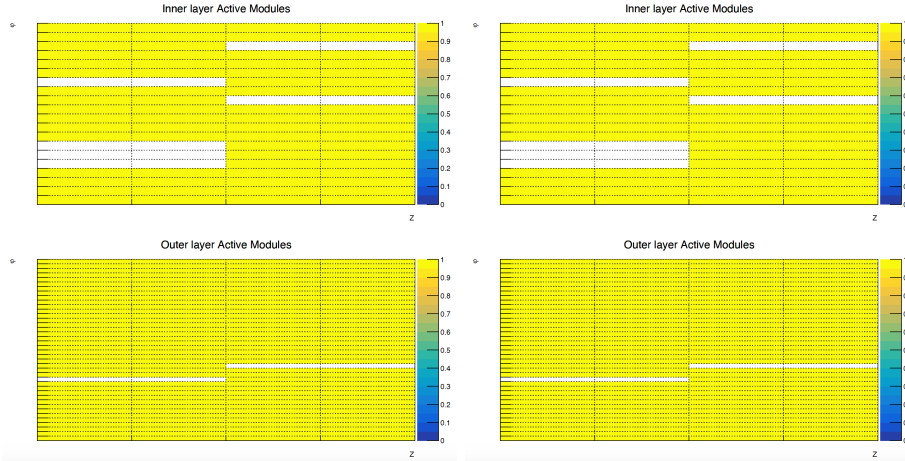 Inner layer Active Modules
φ
1
0.9
0.8
0.7
0.6
0.5
0.4
0.3
0.2
0.1
0
Z
Inner layer Active Modules
φ
Z
Outer layer Active Modules
φ
1
0.9
0.8
0.7
0.6
0.5
0.4
0.3
0.2
0.1
0
Z
Outer layer Active Modules
φ
Z